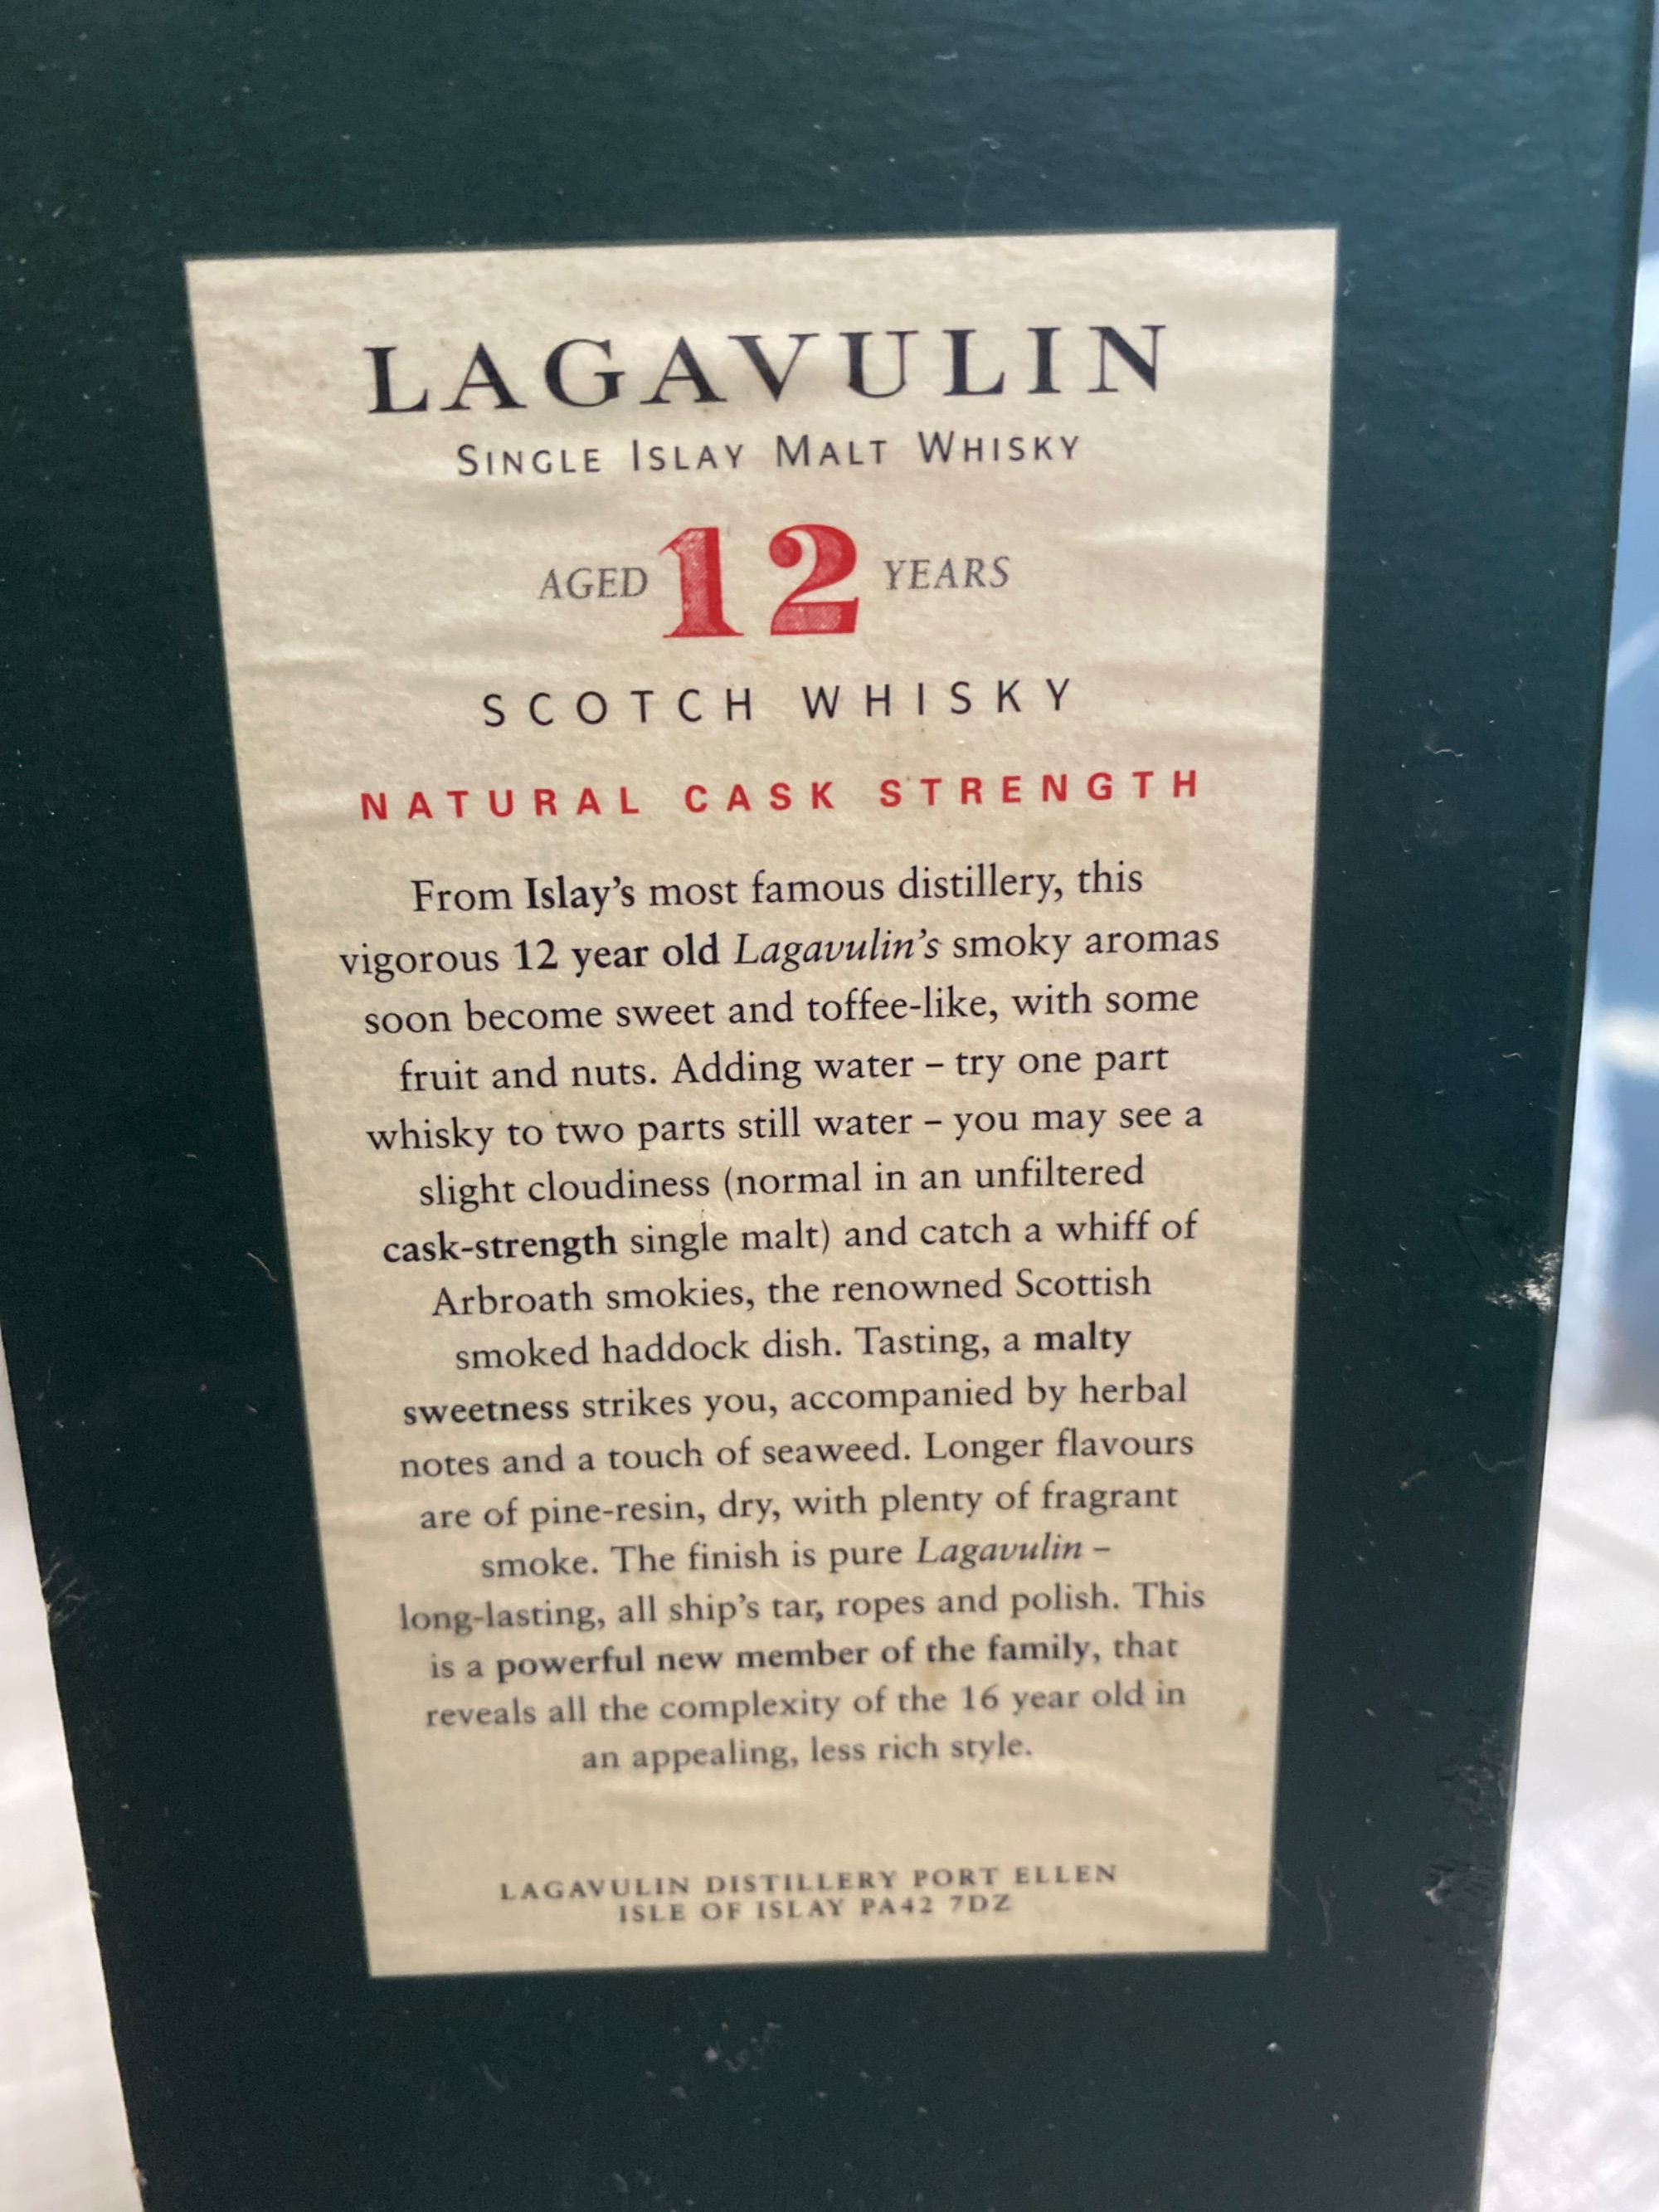 LAGAVULIN
SINGLE ISLAY MALT WHISKY
AGED 12 YEARS
SCOTCH WHISKY
NATURAL CASK STRENGTH
From Islay's most famous distillery, this
vigorous 12 year old Lagavulin's smoky aromas
soon become sweet and toffee-like, with some
fruit and nuts. Adding water – try one part
whisky to two parts still water – you may see a
slight cloudiness (normal in an unfiltered
cask-strength single malt) and catch a whiff of
Arbroath smokies, the renowned Scottish
smoked haddock dish. Tasting, a malty
sweetness strikes you, accompanied by herbal
notes and a touch of seaweed. Longer flavours
are of pine-resin, dry, with plenty of fragrant
smoke. The finish is pure Lagavulin –
long-lasting, all ship's tar, ropes and polish. This
is a powerful new member of the family, that
reveals all the complexity of the 16 year old in
an appealing, less rich style.
LAGAVULIN DISTILLERY PORT ELLEN
ISLE OF ISLAY PA42 7DZ